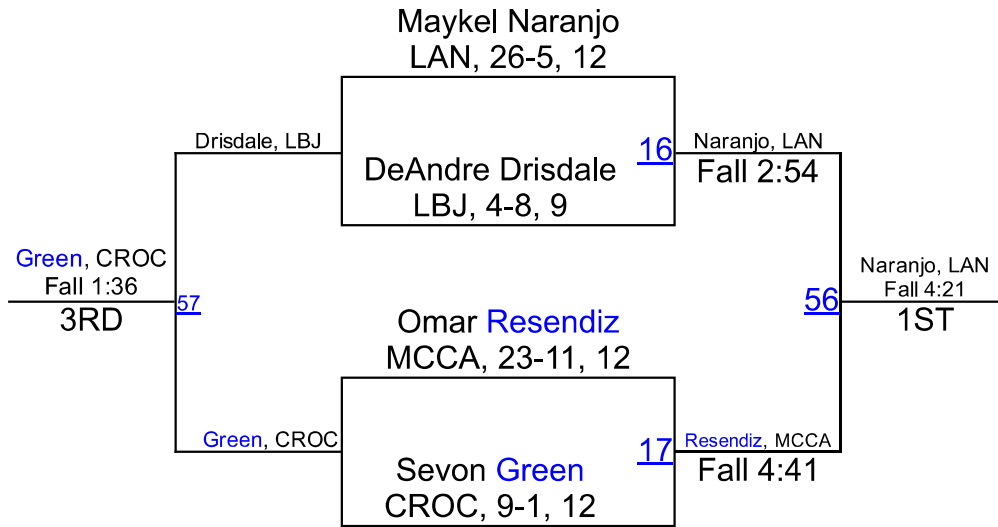 Maykel Naranjo
LAN, 26-5, 12
Drisdale, LBJ
16
Naranjo, LAN
DeAndre Drisdale
Fall 2:54
LBJ, 4-8, 9
Green, CROC
Fall 1:36
57
3RD
Naranjo, LAN
Fall 4:21
56
1ST
Omar Resendiz
MCCA, 23-11, 12
Green, CROC
17
Resendiz, MCCA
Sevon Green
Fall 4:41
CROC, 9-1, 12